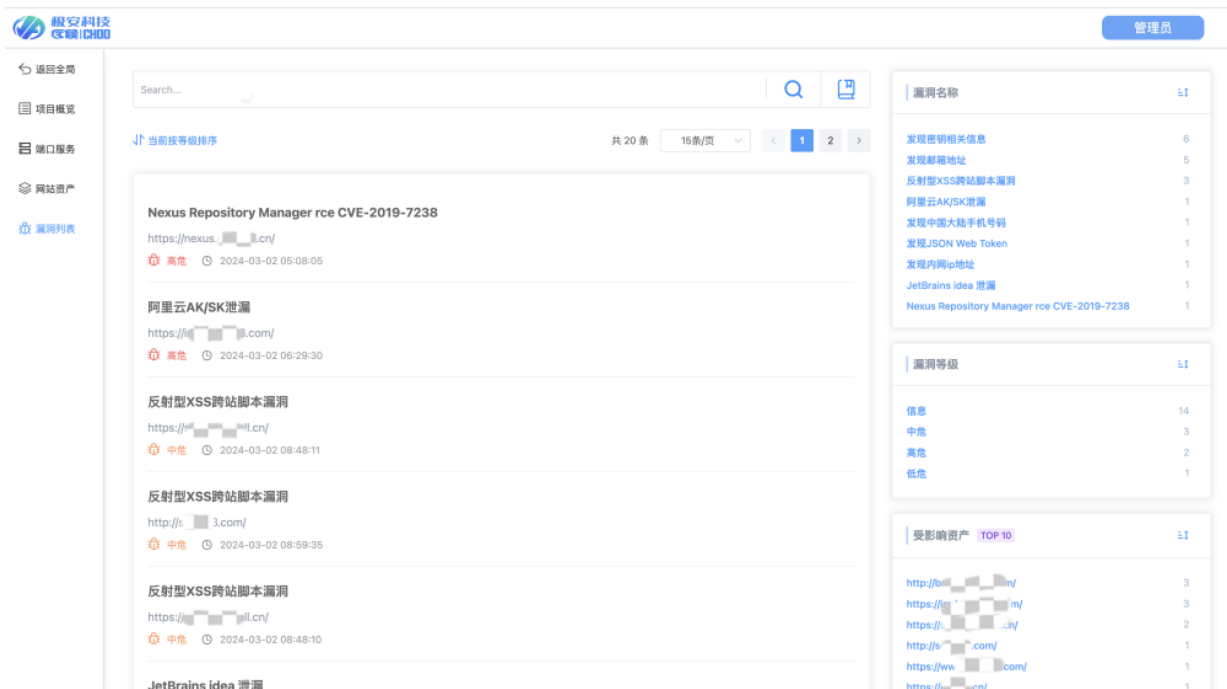 极安科技
CHOO
管理员
返回全局
项目概览
端口服务
网站资产
漏洞列表
Search...
当前按等级排序
共 20 条
15条/页
1
2
Nexus Repository Manager rce CVE-2019-7238
https://nexus.
.cn/
高危
2024-03-02 05:08:05
阿里云AK/SK泄漏
https://
.com/
高危
2024-03-02 06:29:30
反射型XSS跨站脚本漏洞
https://
ll.cn/
中危
2024-03-02 08:48:11
反射型XSS跨站脚本漏洞
http://s
3.com/
中危
2024-03-02 08:59:35
反射型XSS跨站脚本漏洞
https://
ll.cn/
中危
2024-03-02 08:48:10
JetBrains idea 泄漏
漏洞名称
发现密钥相关信息 6
发现邮箱地址 5
反射型XSS跨站脚本漏洞 3
阿里云AK/SK泄漏 1
发现中国大陆手机号码 1
发现JSON Web Token 1
发现内网ip地址 1
JetBrains idea 泄漏 1
Nexus Repository Manager rce CVE-2019-7238 1
漏洞等级
信息 14
中危 3
高危 2
低危 1
受影响资产 TOP 10
http://b
m/ 3
https://
m/ 3
https://
.cn/ 2
http://s
.com/ 1
https://ww
.com/ 1
https://
.cn/ 1